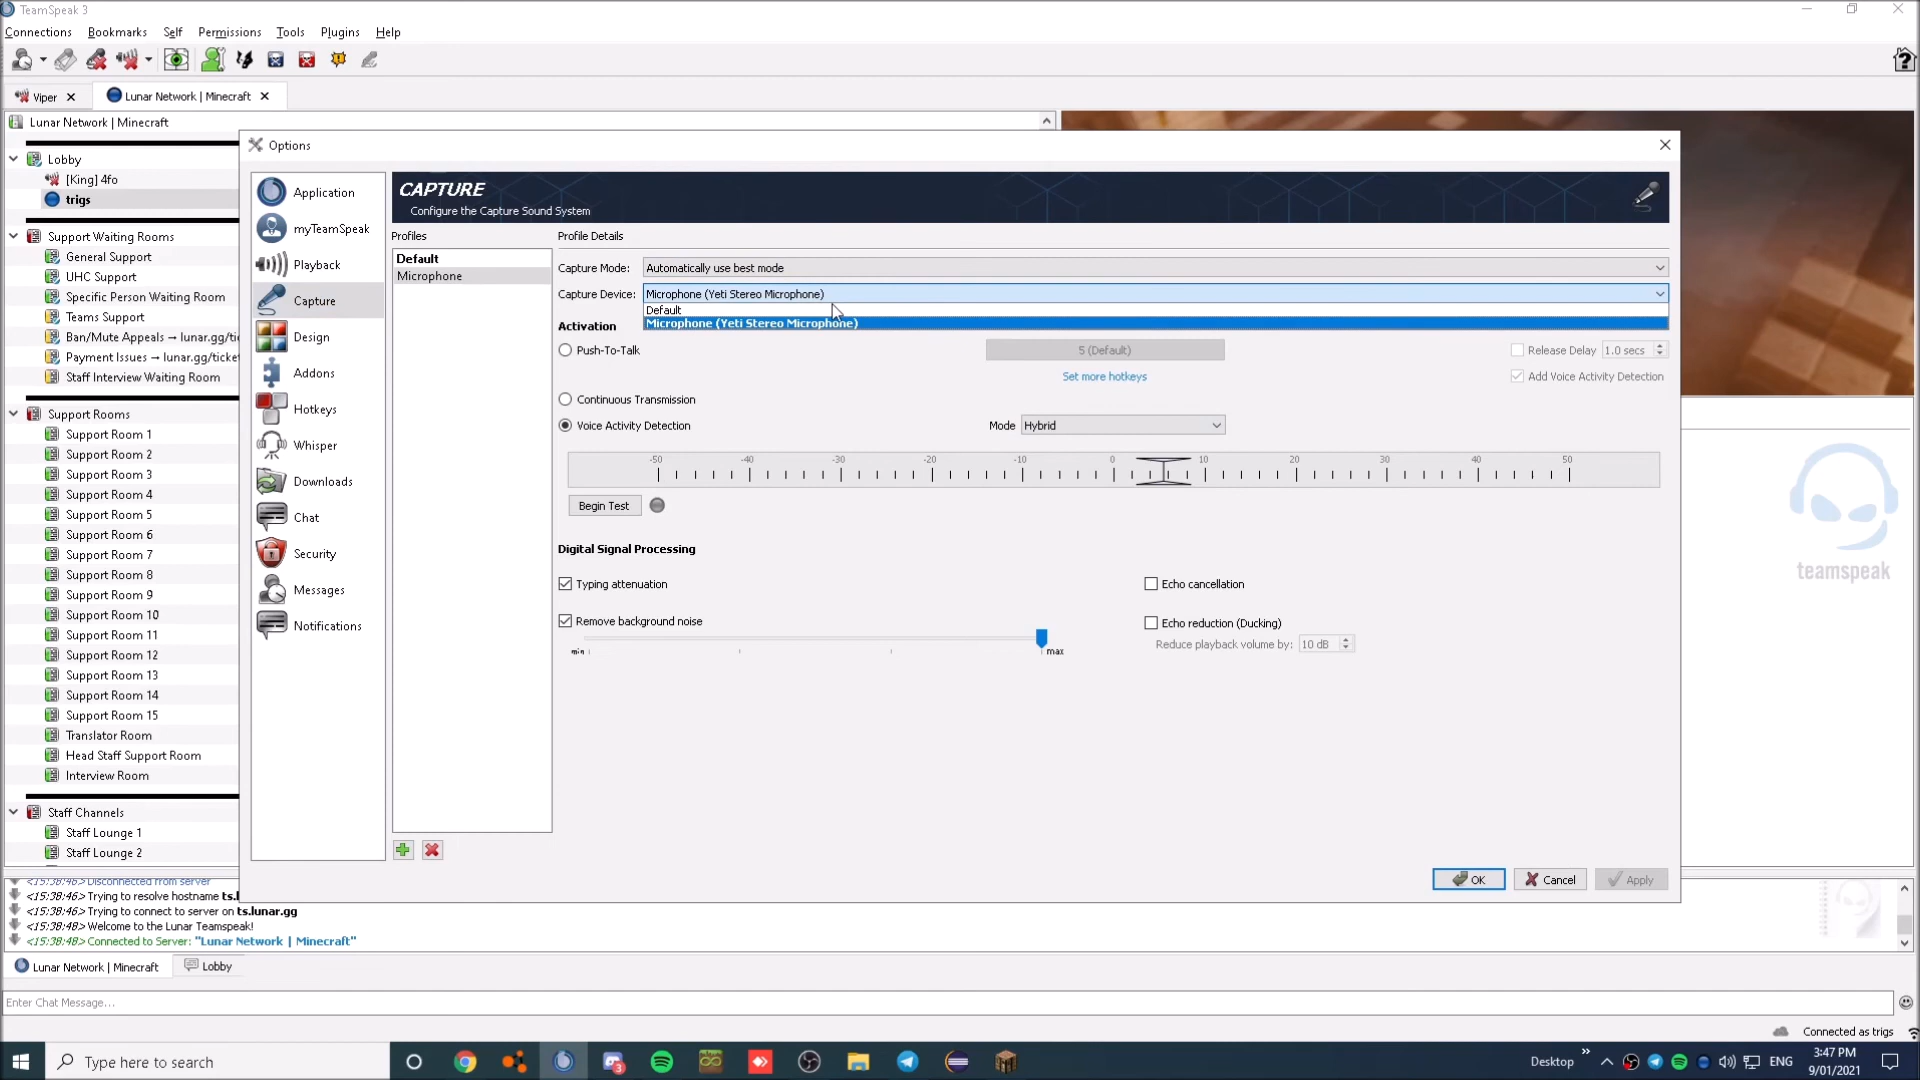 TeamSpeak 3
Connections Bookmarks Self Permissions Tools Plugins Help
Viper
Lunar Network | Minecraft
Lunar Network | Minecraft
Lobby
[King] 4fo
trigs
Support Waiting Rooms
General Support
UHC Support
Specific Person Waiting Room
Teams Support
Ban/Mute Appeals → lunar.gg/tic
Payment Issues → lunar.gg/ticket
Staff Interview Waiting Room
Support Rooms
Support Room 1
Support Room 2
Support Room 3
Support Room 4
Support Room 5
Support Room 6
Support Room 7
Support Room 8
Support Room 9
Support Room 10
Support Room 11
Support Room 12
Support Room 13
Support Room 14
Support Room 15
Translator Room
Head Staff Support Room
Interview Room
Staff Channels
Staff Lounge 1
Staff Lounge 2
Options
Application
myTeamSpeak
Playback
Capture
Design
Addons
Hotkeys
Whisper
Downloads
Chat
Security
Messages
Notifications
CAPTURE
Configure the Capture Sound System
Profiles
Default
Microphone
Profile Details
Capture Mode: Automatically use best mode
Capture Device: Microphone (Yeti Stereo Microphone)
Default
Microphone (Yeti Stereo Microphone)
Activation
Push-To-Talk 5 (Default) Release Delay 1.0 secs
Set more hotkeys Add Voice Activity Detection
Continuous Transmission
Voice Activity Detection Mode Hybrid
-50 -40 -30 -20 -10 0 10 20 30 40 50
Begin Test
Digital Signal Processing
Typing attenuation Echo cancellation
Remove background noise Echo reduction (Ducking)
Reduce playback volume by: 10 dB
min max
OK Cancel Apply
teamspeak
<15:38:46> Disconnected from server
<15:38:46> Trying to resolve hostname ts.l
<15:38:46> Trying to connect to server on ts.lunar.gg
<15:38:48> Welcome to the Lunar Teamspeak!
<15:38:48> Connected to Server: "Lunar Network | Minecraft"
Lunar Network | Minecraft Lobby
Enter Chat Message...
Connected as trigs
Type here to search
3
Desktop » ENG
3:47 PM
9/01/2021